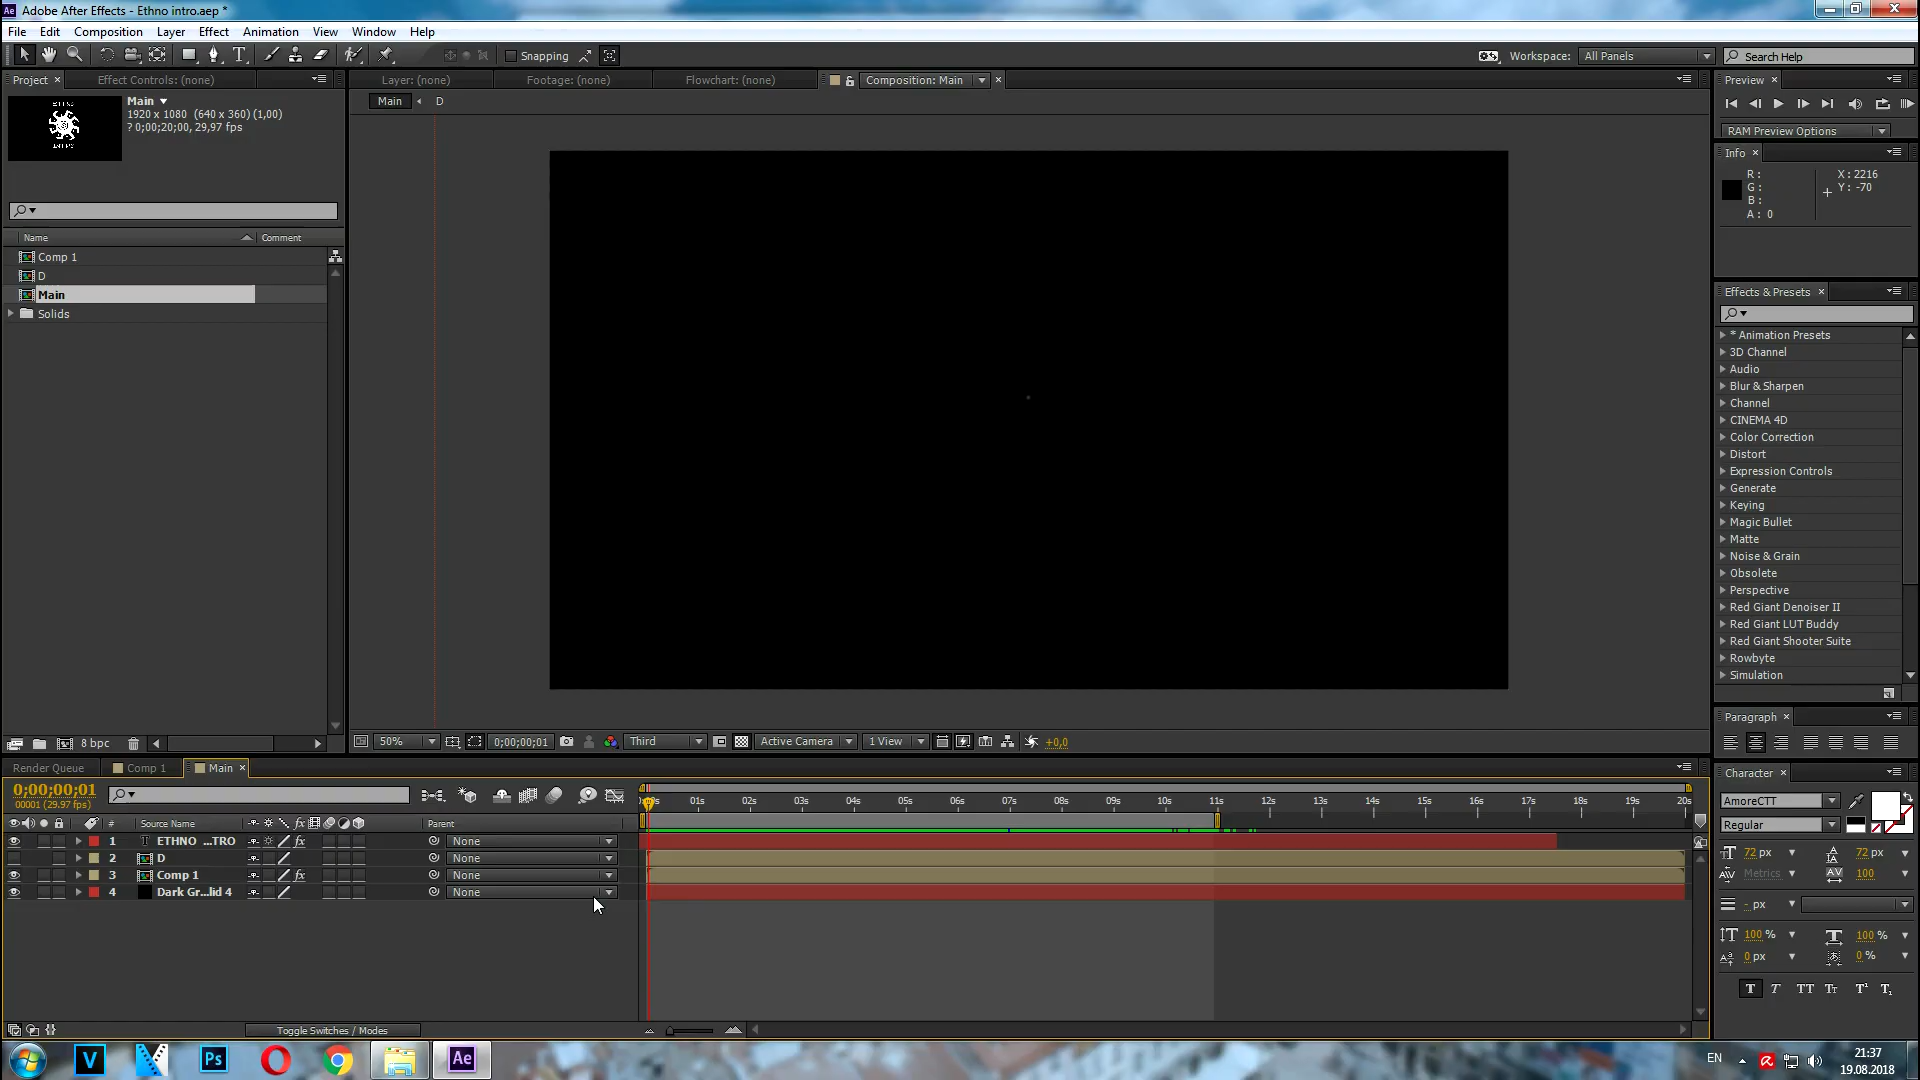 Adobe After Effects - Ethno intro.aep *
File Edit Composition Layer Effect Animation View Window Help
Snapping
Workspace: All Panels
Search Help
Project × Effect Controls: (none)
Main
1920 x 1080 (640 x 360) (1,00)
? 0;00;20;00, 29,97 fps
Name Comment
Comp 1
D
Main
Solids
8 bpc
Layer: (none) Footage: (none) Flowchart: (none) Composition: Main ×
Main D
50% 0;00;00;01 Third Active Camera 1 View +0,0
Preview ×
RAM Preview Options
Info ×
R :
G :
B :
A : 0
X : 2216
Y : -70
Effects & Presets ×
* Animation Presets
3D Channel
Audio
Blur & Sharpen
Channel
CINEMA 4D
Color Correction
Distort
Expression Controls
Generate
Keying
Magic Bullet
Matte
Noise & Grain
Obsolete
Perspective
Red Giant Denoiser II
Red Giant LUT Buddy
Red Giant Shooter Suite
Rowbyte
Simulation
Paragraph ×
Character ×
AmoreCTT
Regular
72 px 72 px
Metrics 100
- px
100 % 100 %
0 px 0 %
T T TT Tт T¹ T₁
Render Queue Comp 1 Main ×
0;00;00;01
00001 (29.97 fps)
01s 02s 03s 04s 05s 06s 07s 08s 09s 10s 11s 12s 13s 14s 15s 16s 17s 18s 19s 20s
# Source Name Parent
1 T ETHNO ...TRO fx None
2 D None
3 Comp 1 fx None
4 Dark Gr...lid 4 None
Toggle Switches / Modes
V Ps Ae
EN
21:37
19.08.2018